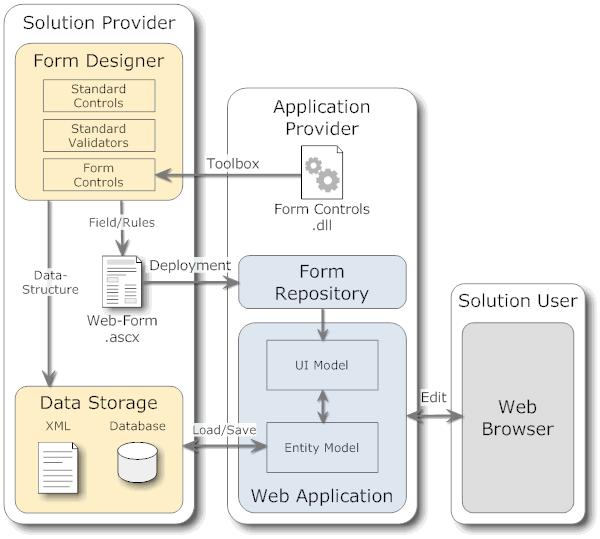 Solution Provider
Form Designer
Standard
Controls
Standard
Validators
Form
Controls
Toolbox
Application
Provider
Form Controls
.dll
Field/Rules
Data-
Structure
Web-Form
.ascx
Deployment
Form
Repository
UI Model
Entity Model
Web Application
Data Storage
XML
Database
Load/Save
Edit
Solution User
Web
Browser